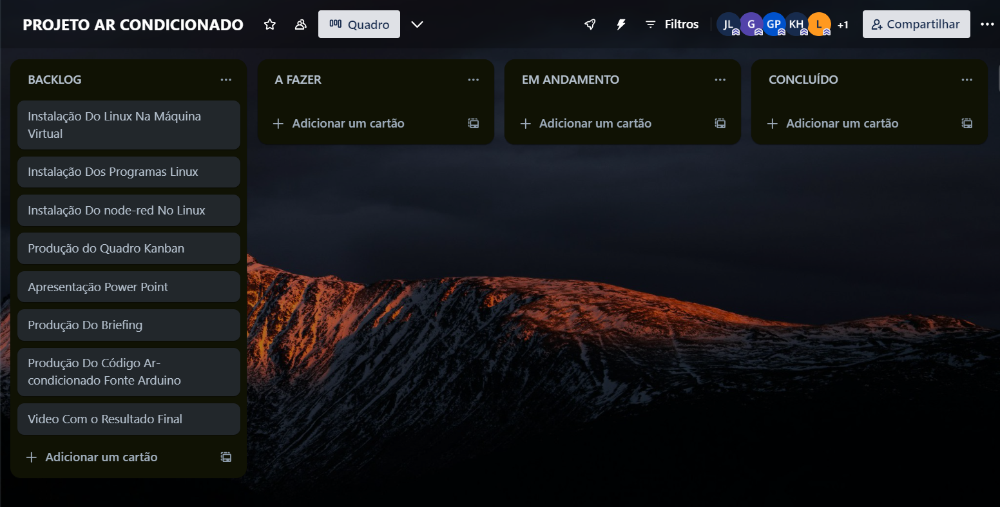 PROJETO AR CONDICIONADO
Quadro
Filtros
JL
G
GP
KH
L
+1
Compartilhar
BACKLOG
Instalação Do Linux Na Máquina
Virtual
Instalação Dos Programas Linux
Instalação Do node-red No Linux
Produção do Quadro Kanban
Apresentação Power Point
Produção Do Briefing
Produção Do Código Ar-
condicionado Fonte Arduino
Video Com o Resultado Final
Adicionar um cartão
A FAZER
Adicionar um cartão
EM ANDAMENTO
Adicionar um cartão
CONCLUÍDO
Adicionar um cartão